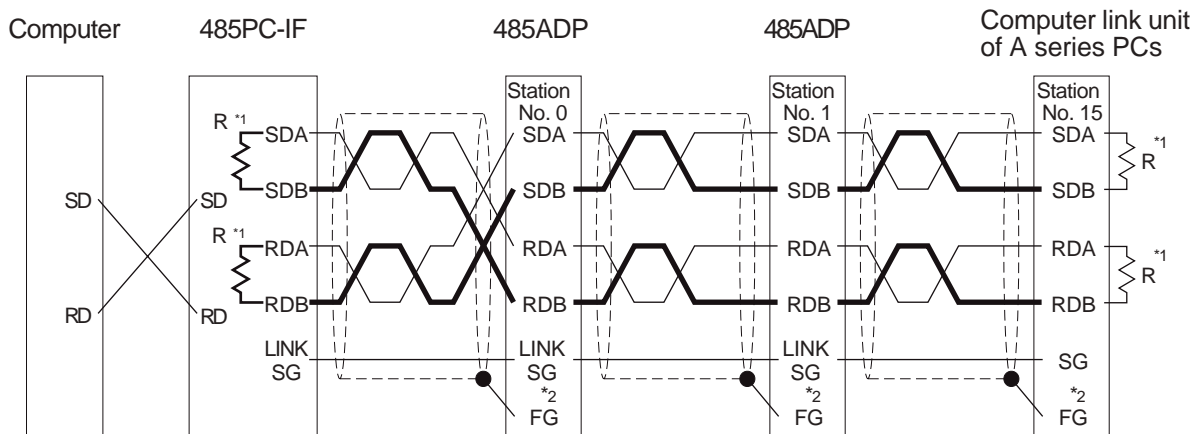 Computer
485PC-IF
485ADP
485ADP
Computer link unit
of A series PCs
Station
No. 0
Station
No. 1
Station
No. 15
R *1
SDA
SDA
SDA
SDA
R *1
SD
SD
SDB
SDB
SDB
SDB
R *1
RDA
RDA
RDA
RDA
R *1
RD
RD
RDB
RDB
RDB
RDB
LINK
SG
LINK
SG
LINK
SG
SG
*2
FG
*2
FG
*2
FG